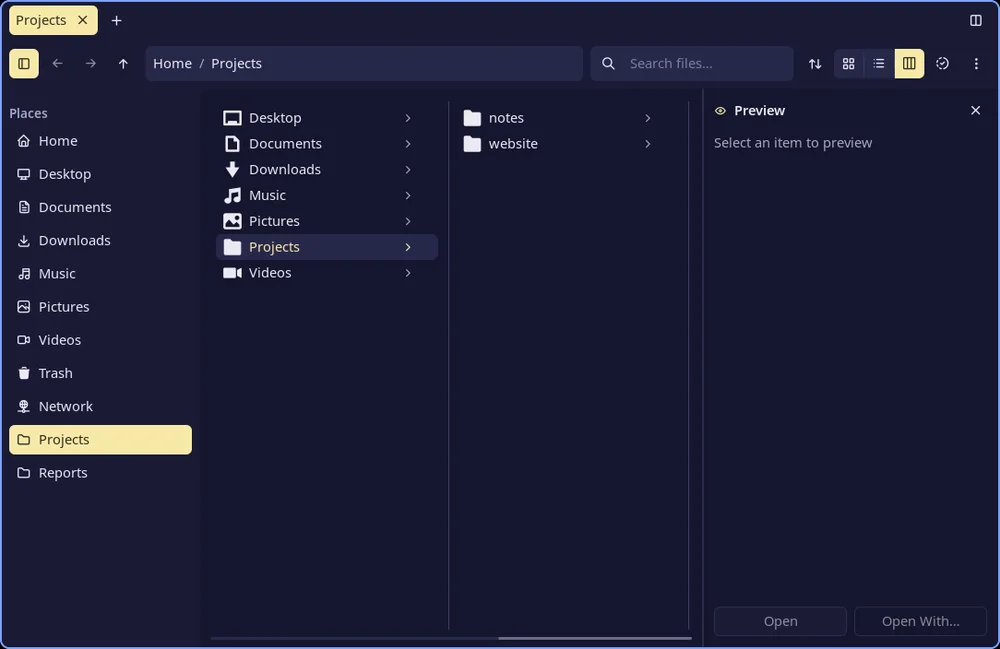 Projects
Home / Projects
Search files...
Places
Home
Desktop
Documents
Downloads
Music
Pictures
Videos
Trash
Network
Projects
Reports
Desktop
Documents
Downloads
Music
Pictures
Projects
Videos
notes
website
Preview
Select an item to preview
Open
Open With...